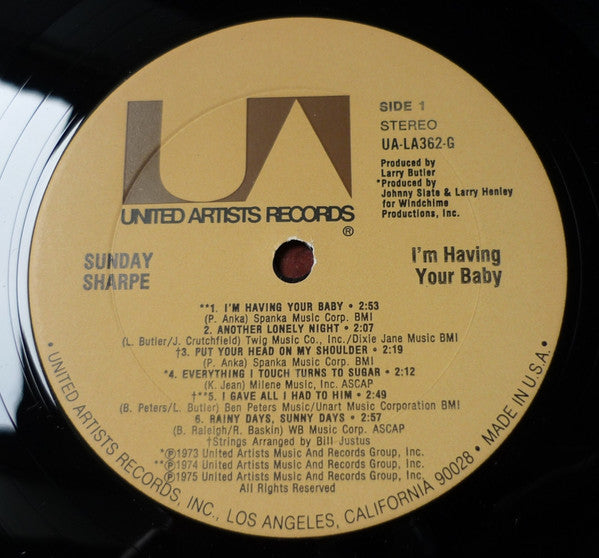 UA
UNITED ARTISTS RECORDS
®
SIDE 1
STEREO
UA-LA362-G
Produced by
Larry Butler
*Produced by
Johnny Slate & Larry Henley
for Windchime
Productions, Inc.
SUNDAY
SHARPE
I'm Having
Your Baby
**1. I'M HAVING YOUR BABY • 2:53
(P. Anka) Spanka Music Corp. BMI
2. ANOTHER LONELY NIGHT • 2:07
(L. Butler/J. Crutchfield) Twig Music Co., Inc./Dixie Jane Music BMI
†3. PUT YOUR HEAD ON MY SHOULDER • 2:19
(P. Anka) Spanka Music Corp. BMI
*4. EVERYTHING I TOUCH TURNS TO SUGAR • 2:12
(K. Jean) Milene Music, Inc. ASCAP
†**5. I GAVE ALL I HAD TO HIM • 2:49
(B. Peters/L. Butler) Ben Peters Music/Unart Music Corporation BMI
6. RAINY DAYS, SUNNY DAYS • 2:57
(B. Raleigh/R. Baskin) WB Music Corp. ASCAP
†Strings Arranged by Bill Justus
*℗1973 United Artists Music And Records Group, Inc.
**℗1974 United Artists Music And Records Group, Inc.
℗1975 United Artists Music And Records Group, Inc.
All Rights Reserved
• UNITED ARTISTS RECORDS, INC., LOS ANGELES, CALIFORNIA 90028 • MADE IN U.S.A. •